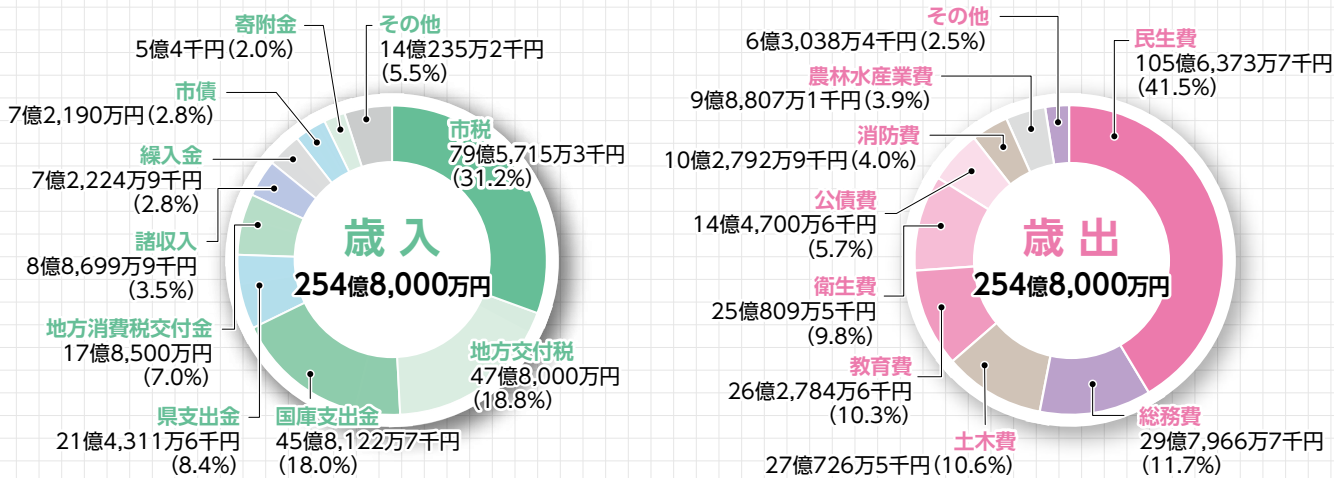 歳入
254億8,000万円
市税
79億5,715万3千円
(31.2%)
地方交付税
47億8,000万円
(18.8%)
国庫支出金
45億8,122万7千円
(18.0%)
県支出金
21億4,311万6千円
(8.4%)
地方消費税交付金
17億8,500万円
(7.0%)
諸収入
8億8,699万9千円
(3.5%)
繰入金
7億2,224万9千円
(2.8%)
市債
7億2,190万円(2.8%)
寄附金
5億4千円(2.0%)
その他
14億235万2千円
(5.5%)
歳出
254億8,000万円
民生費
105億6,373万7千円
(41.5%)
総務費
29億7,966万7千円
(11.7%)
土木費
27億726万5千円(10.6%)
教育費
26億2,784万6千円
(10.3%)
衛生費
25億809万5千円
(9.8%)
公債費
14億4,700万6千円
(5.7%)
消防費
10億2,792万9千円(4.0%)
農林水産業費
9億8,807万1千円(3.9%)
その他
6億3,038万4千円(2.5%)